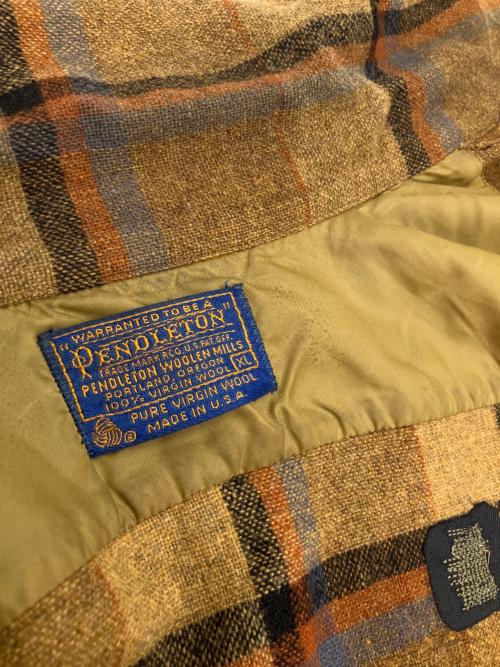 "WARRANTED TO BE A
PENDLETON"
TRADE MARK REG. U.S. PAT. OFF.
PENDLETON WOOLEN MILLS
PORTLAND, OREGON
100% VIRGIN WOOL XL
PURE VIRGIN WOOL
® MADE IN U.S.A.